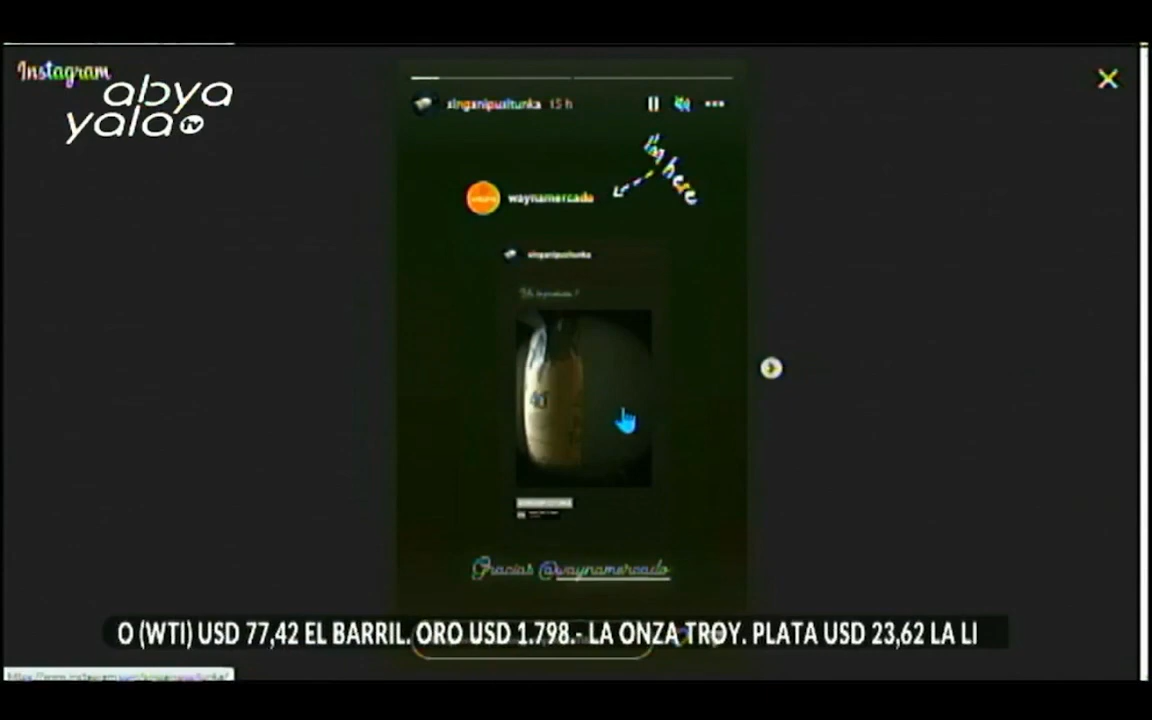 Instagram
abya
yala tv
singanipusitunka 15 h
I'm here
waynamercado
singanipusitunka
Gracias @waynamercado
O (WTI) USD 77,42 EL BARRIL. ORO USD 1.798.- LA ONZA TROY. PLATA USD 23,62 LA LI